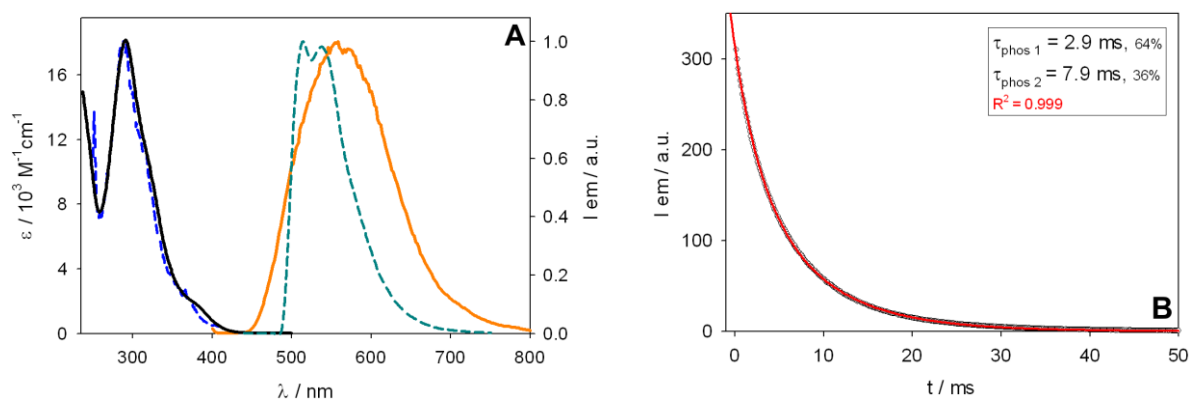 A
ε / 10³ M⁻¹cm⁻¹
16
12
8
4
0
300 400 500 600 700 800
λ / nm
1.0
0.8
0.6
0.4
0.2
0.0
I em / a.u.
B
I em / a.u.
300
200
100
0
0 10 20 30 40 50
t / ms
τphos 1 = 2.9 ms, 64%
τphos 2 = 7.9 ms, 36%
R² = 0.999